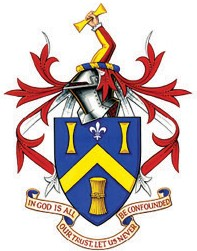 IN GOD IS ALL
OUR TRUST. LET US NEVER
BE CONFOUNDED